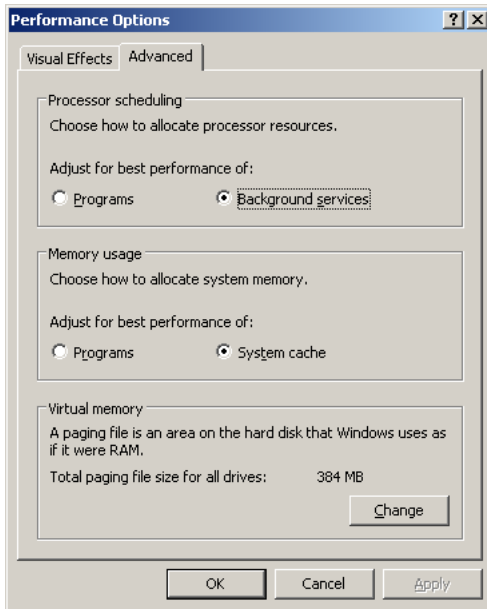 Performance Options
Visual Effects Advanced
Processor scheduling
Choose how to allocate processor resources.
Adjust for best performance of:
Programs Background services
Memory usage
Choose how to allocate system memory.
Adjust for best performance of:
Programs System cache
Virtual memory
A paging file is an area on the hard disk that Windows uses as
if it were RAM.
Total paging file size for all drives: 384 MB
Change
OK Cancel Apply